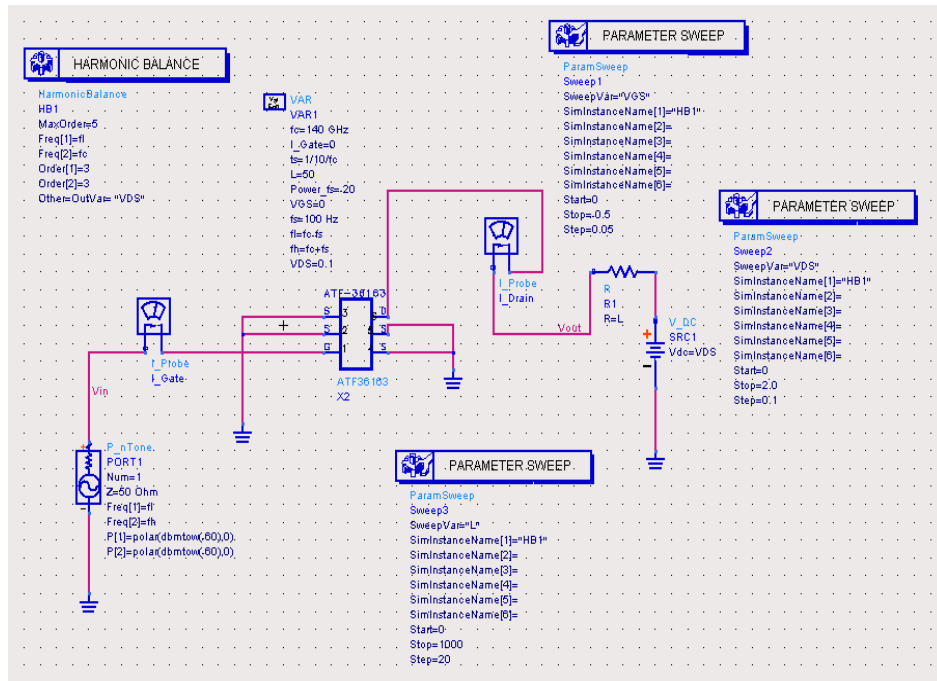 HARMONIC BALANCE
HarmonicBalance
HB1
MaxOrder=5
Freq[1]=fl
Freq[2]=fc
Order[1]=3
Order[2]=3
Other=OutVar= "VDS"
Var
Eqn
VAR
VAR1
fc=140 GHz
I_Gate=0
ts=1/10/fc
L=50
Power_fs=-20
VGS=0
fs=100 Hz
fl=fc-fs
fh=fc+fs
VDS=0.1
PARAMETER SWEEP
ParamSweep
Sweep1
SweepVar="VGS"
SimInstanceName[1]="HB1"
SimInstanceName[2]=
SimInstanceName[3]=
SimInstanceName[4]=
SimInstanceName[5]=
SimInstanceName[6]=
Start=0
Stop=-0.5
Step=0.05
PARAMETER SWEEP
ParamSweep
Sweep2
SweepVar="VDS"
SimInstanceName[1]="HB1"
SimInstanceName[2]=
SimInstanceName[3]=
SimInstanceName[4]=
SimInstanceName[5]=
SimInstanceName[6]=
Start=0
Stop=2.0
Step=0.1
I_Probe
I_Drain
R
R1
R=L
Vout
V_DC
SRC1
Vdc=VDS
ATF-36163
S 3 6 D
S 2 5 S
G 1 4 S
ATF36163
X2
I_Probe
I_Gate
Vin
P_nTone
PORT1
Num=1
Z=50 Ohm
Freq[1]=fl
Freq[2]=fh
P[1]=polar(dbmtow(-60),0)
P[2]=polar(dbmtow(-60),0)
PARAMETER SWEEP
ParamSweep
Sweep3
SweepVar="L"
SimInstanceName[1]="HB1"
SimInstanceName[2]=
SimInstanceName[3]=
SimInstanceName[4]=
SimInstanceName[5]=
SimInstanceName[6]=
Start=0
Stop=1000
Step=20